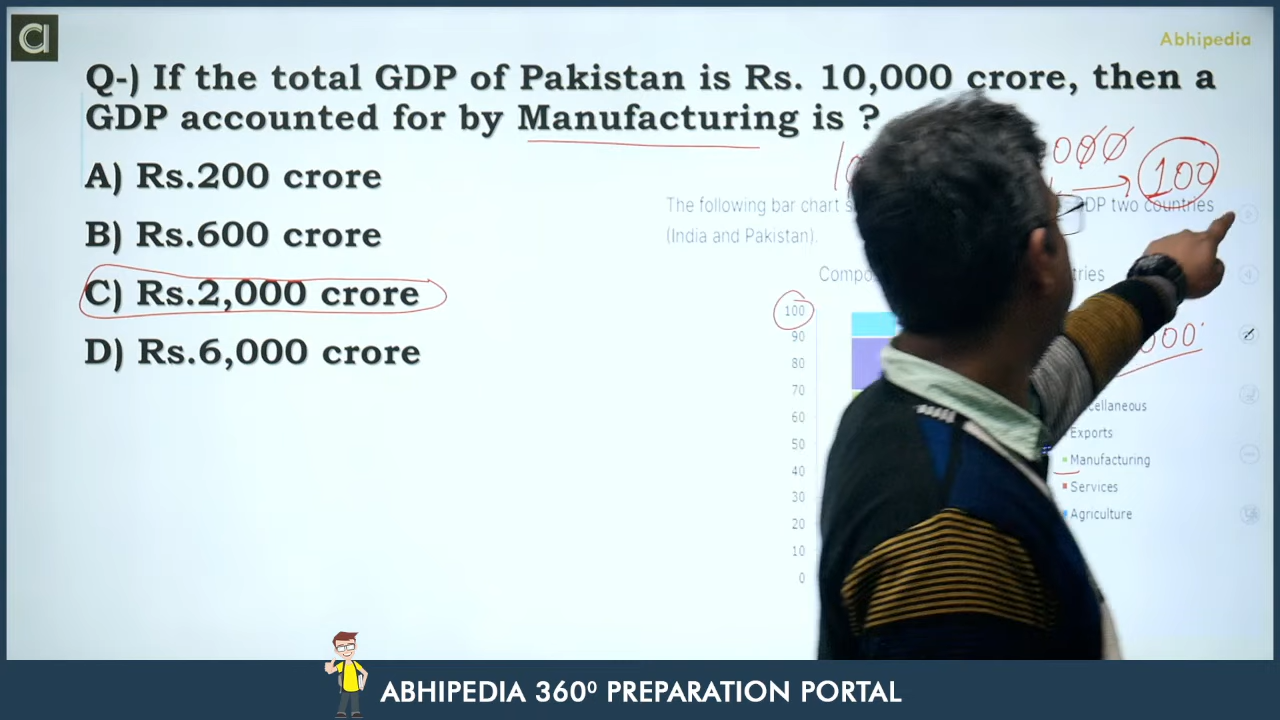 Abhipedia
Q-) If the total GDP of Pakistan is Rs. 10,000 crore, then a
GDP accounted for by Manufacturing is ?
A) Rs.200 crore
B) Rs.600 crore
C) Rs.2,000 crore
D) Rs.6,000 crore
100
The following bar chart GDP two countries
(India and Pakistan).
100
90
80
70
60
50
40
30
20
10
0
Exports
Manufacturing
Services
Agriculture
ABHIPEDIA 360⁰ PREPARATION PORTAL